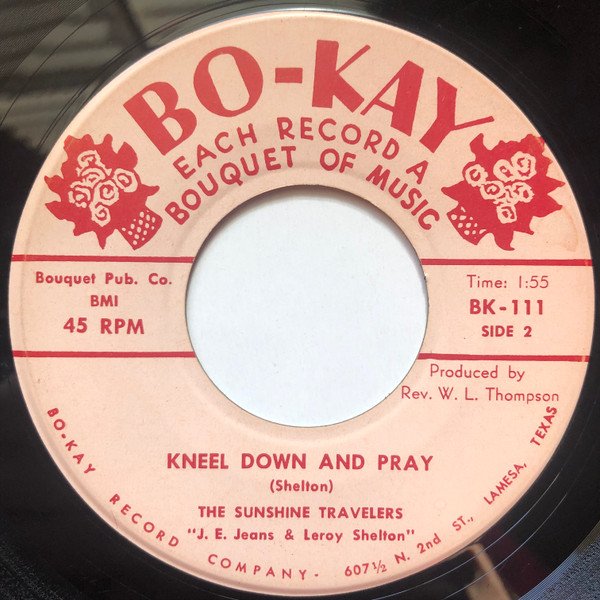 BO-KAY
EACH RECORD A
BOUQUET OF MUSIC
Bouquet Pub. Co.
BMI
45 RPM
Time: 1:55
BK-111
SIDE 2
Produced by
Rev. W. L. Thompson
KNEEL DOWN AND PRAY
(Shelton)
THE SUNSHINE TRAVELERS
"J. E. Jeans & Leroy Shelton"
BO-KAY RECORD COMPANY - 607½ N. 2nd ST., LAMESA, TEXAS